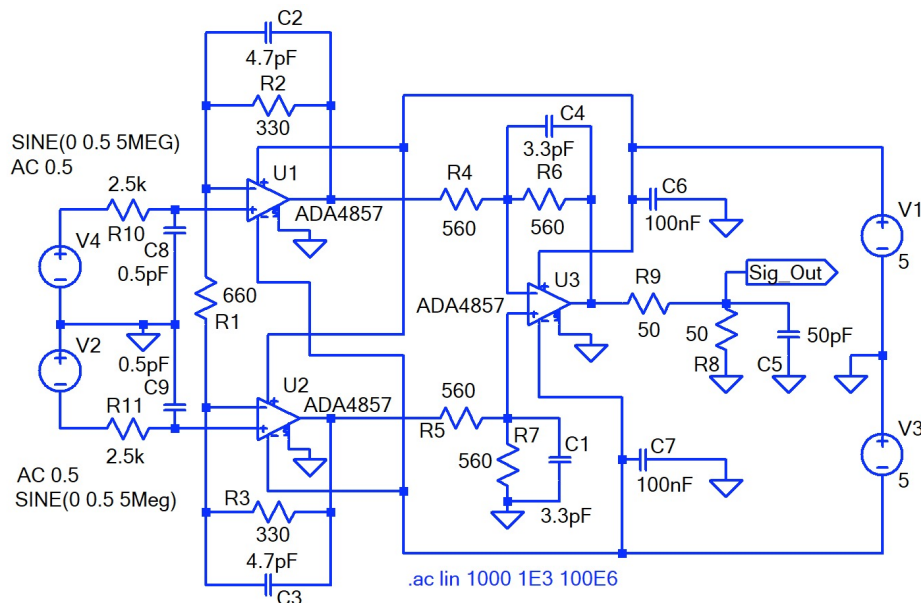 C2
4.7pF
R2
330
SINE(0 0.5 5MEG)
AC 0.5
2.5k
R10
V4
C8
0.5pF
U1
ADA4857
660
R1
V2
0.5pF
C9
R11
2.5k
U2
ADA4857
AC 0.5
SINE(0 0.5 5Meg)
R3
330
4.7pF
C3
R4
560
C4
3.3pF
R6
560
U3
ADA4857
560
R5
R7
560
C1
3.3pF
C6
100nF
C7
100nF
R9
50
Sig_Out
50
R8
50pF
C5
V1
5
V3
5
.ac lin 1000 1E3 100E6